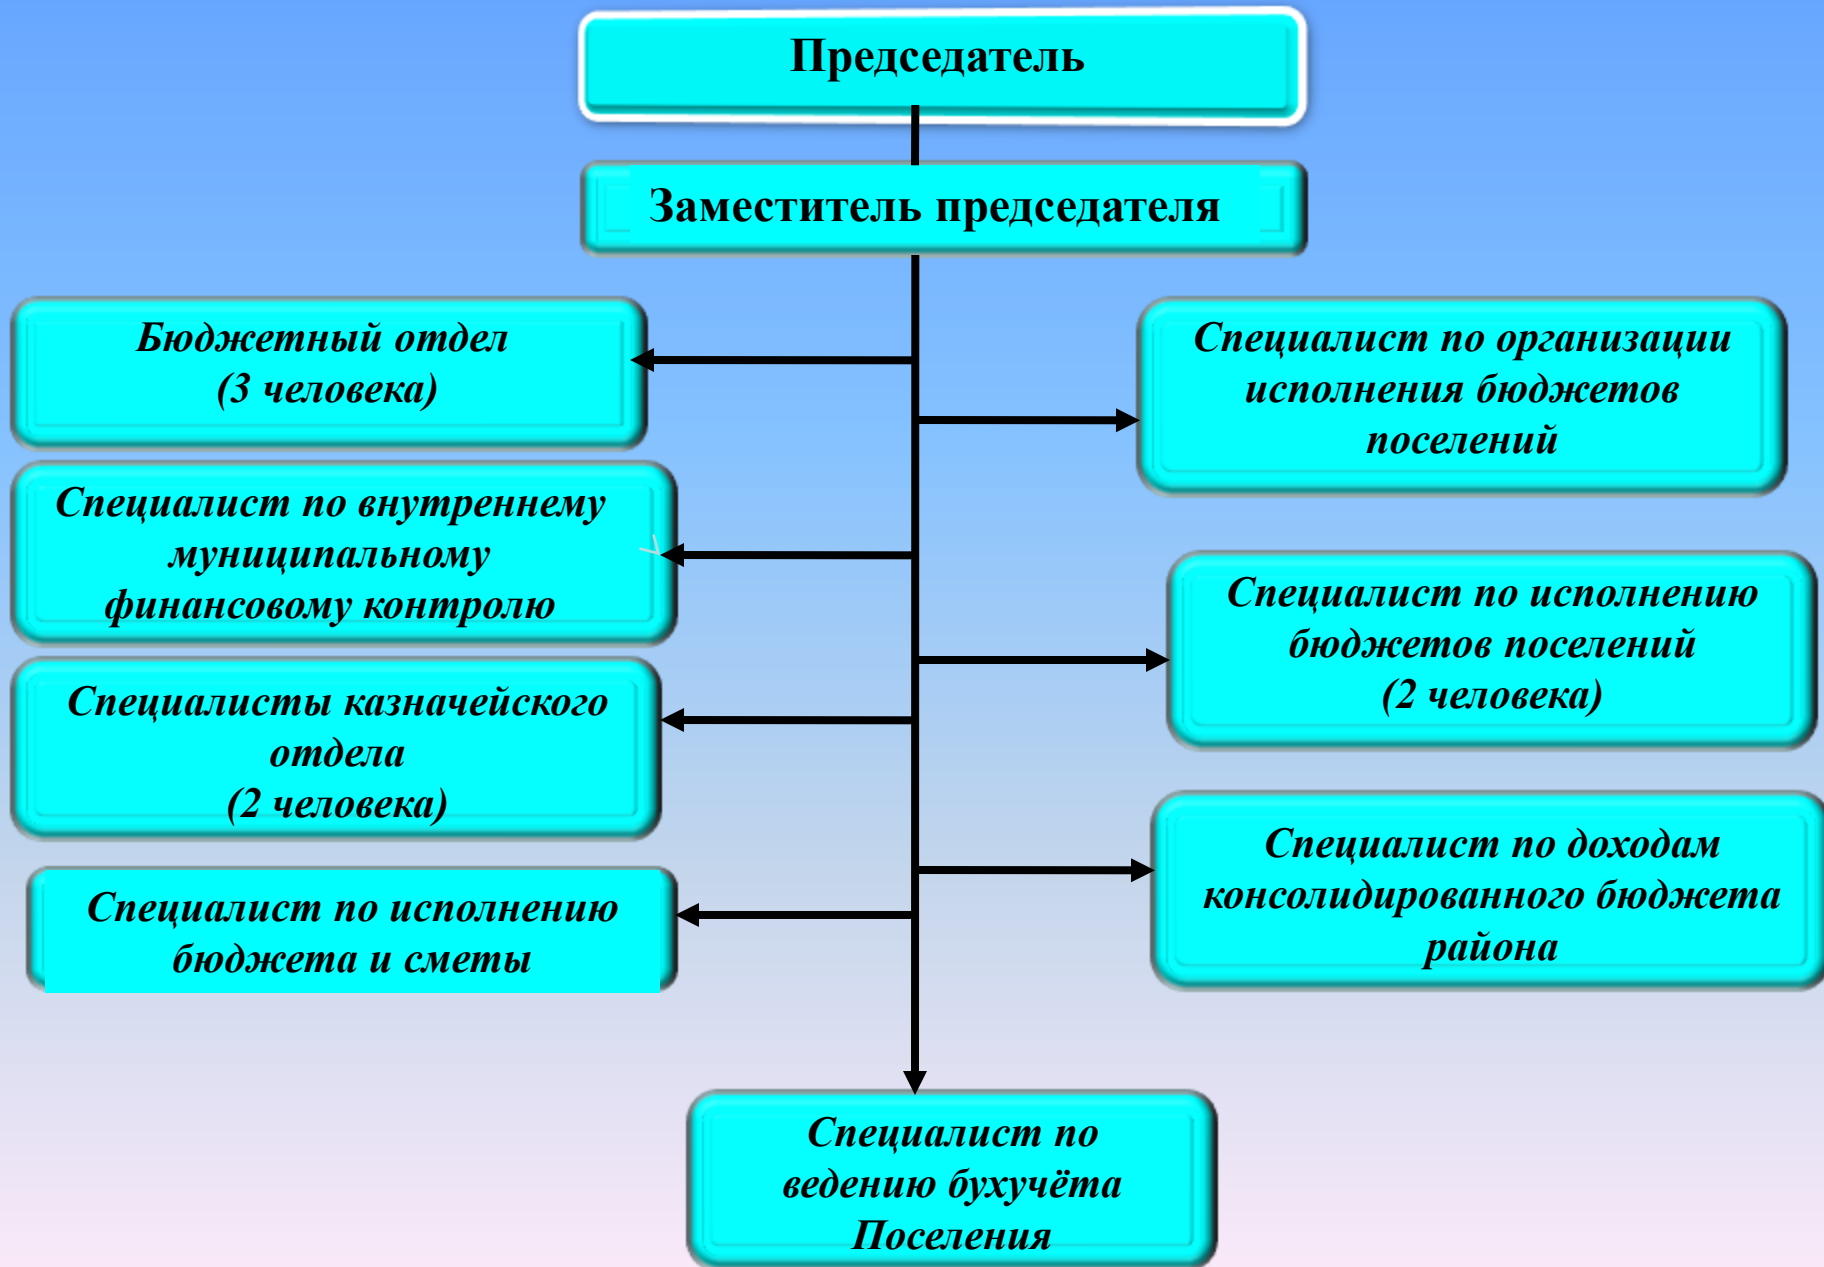 Председатель
Заместитель председателя
Бюджетный отдел
(3 человека)
Специалист по организации
исполнения бюджетов
поселений
Специалист по внутреннему
муниципальному
финансовому контролю
Специалист по исполнению
бюджетов поселений
(2 человека)
Специалисты казначейского
отдела
(2 человека)
Специалист по доходам
консолидированного бюджета
района
Специалист по исполнению
бюджета и сметы
Специалист по
ведению бухучёта
Поселения